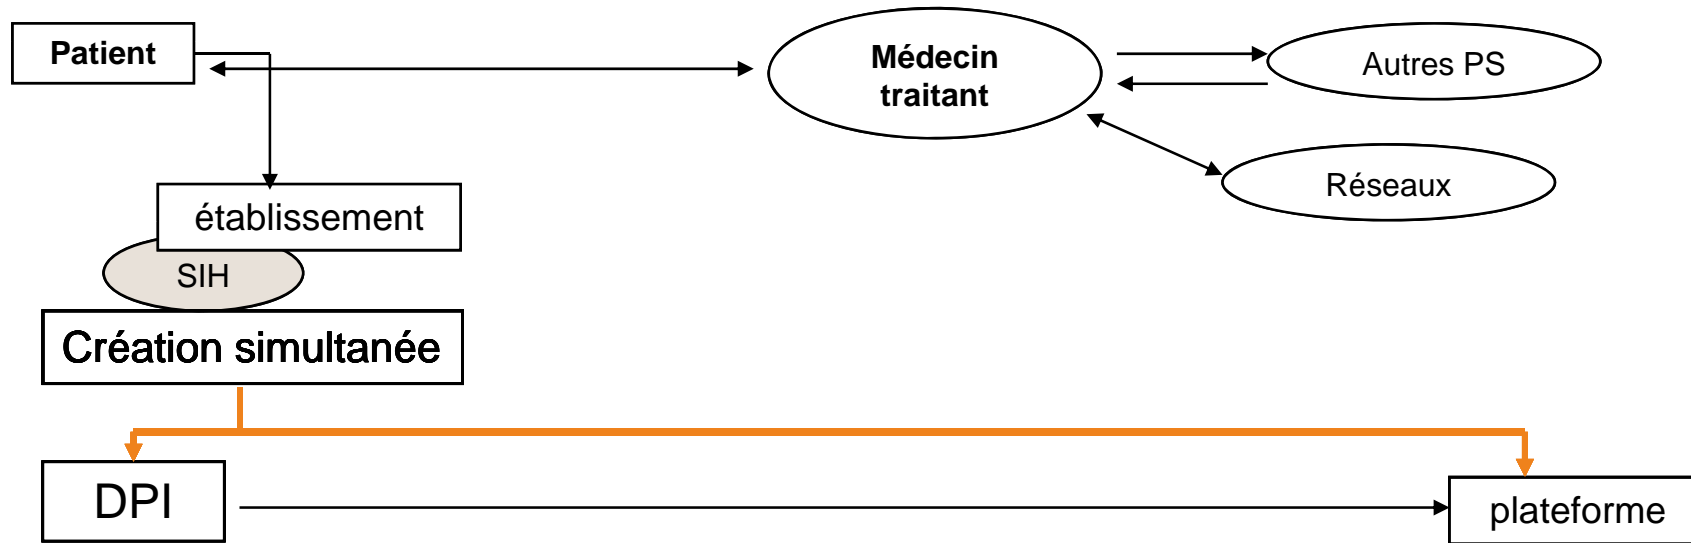 Patient
Médecin
traitant
Autres PS
Réseaux
établissement
SIH
Création simultanée
DPI
plateforme